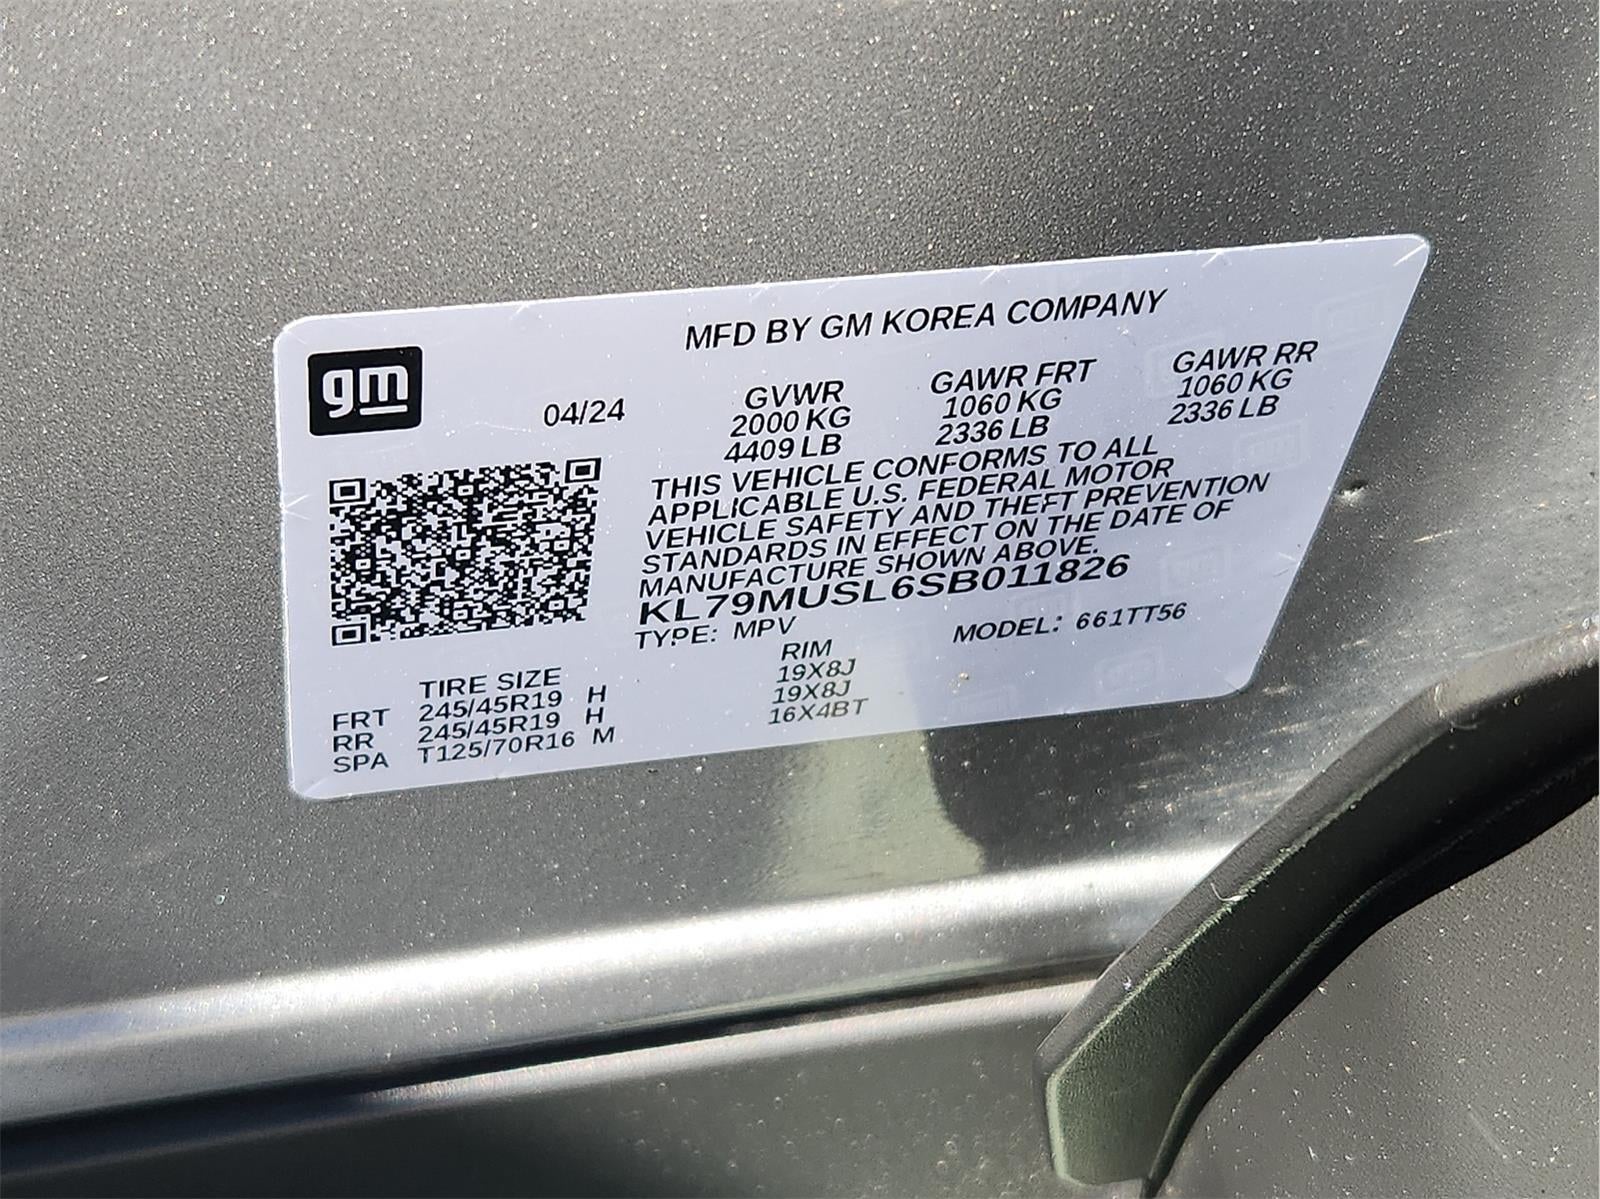 MFD BY GM KOREA COMPANY
gm
04/24
GVWR GAWR FRT GAWR RR
2000 KG 1060 KG 1060 KG
4409 LB 2336 LB 2336 LB
THIS VEHICLE CONFORMS TO ALL
APPLICABLE U.S. FEDERAL MOTOR
VEHICLE SAFETY AND THEFT PREVENTION
STANDARDS IN EFFECT ON THE DATE OF
MANUFACTURE SHOWN ABOVE.
KL79MUSL6SB011826
TYPE: MPV MODEL: 661TT56
TIRE SIZE RIM
FRT 245/45R19 H 19X8J
RR 245/45R19 H 19X8J
SPA T125/70R16 M 16X4BT